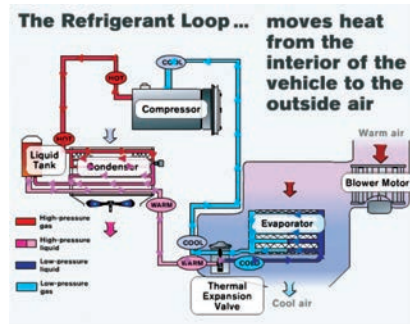 The Refrigerant Loop ...
moves heat
from the
interior of the
vehicle to the
outside air
COOL
HOT
Compressor
HOT
Liquid
Tank
Condenser
Warm air
Blower Motor
WARM
High-pressure
gas
High-pressure
liquid
Low-pressure
liquid
Low-pressure
gas
Evaporator
COOL
WARM
COLD
Thermal
Expansion
Valve
Cool air